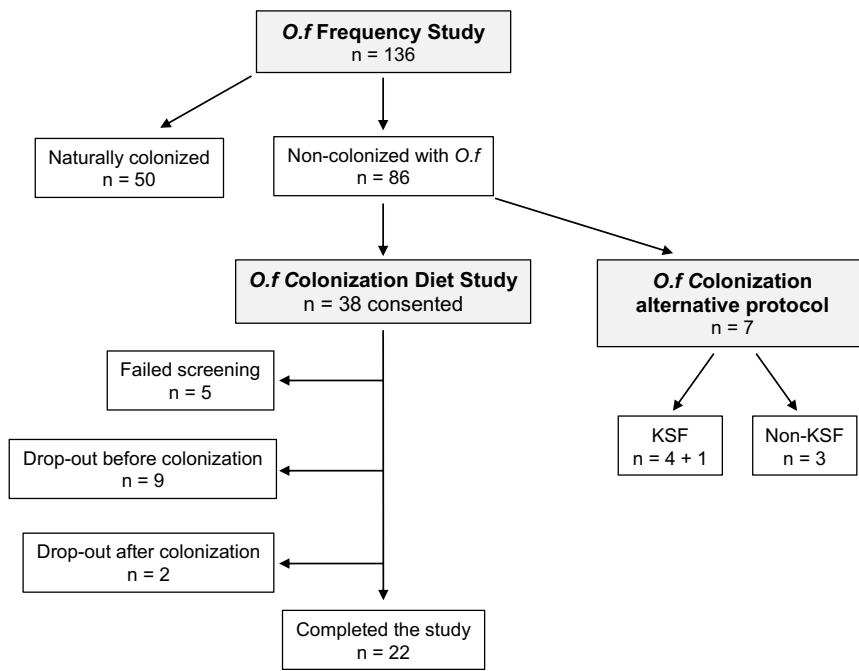 O.f Frequency Study
n = 136
Naturally colonized
n = 50
Non-colonized with O.f
n = 86
O.f Colonization Diet Study
n = 38 consented
O.f Colonization
alternative protocol
n = 7
Failed screening
n = 5
KSF
n = 4 + 1
Non-KSF
n = 3
Drop-out before colonization
n = 9
Drop-out after colonization
n = 2
Completed the study
n = 22